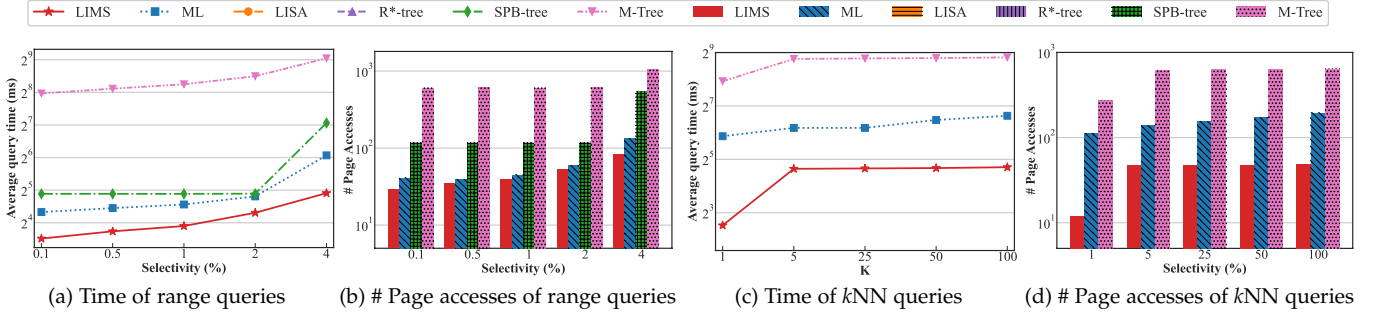 LIMS ML LISA R*-tree SPB-tree M-Tree LIMS ML LISA R*-tree SPB-tree M-Tree
Average query time (ms)
2^9
2^8
2^7
2^6
2^5
2^4
0.1 0.5 1 2 4
Selectivity (%)
(a) Time of range queries
# Page Accesses
10^3
10^2
10^1
0.1 0.5 1 2 4
Selectivity (%)
(b) # Page accesses of range queries
Average query time (ms)
2^9
2^7
2^5
2^3
1 5 25 50 100
K
(c) Time of kNN queries
# Page Accesses
10^3
10^2
10^1
1 5 25 50 100
Selectivity (%)
(d) # Page accesses of kNN queries